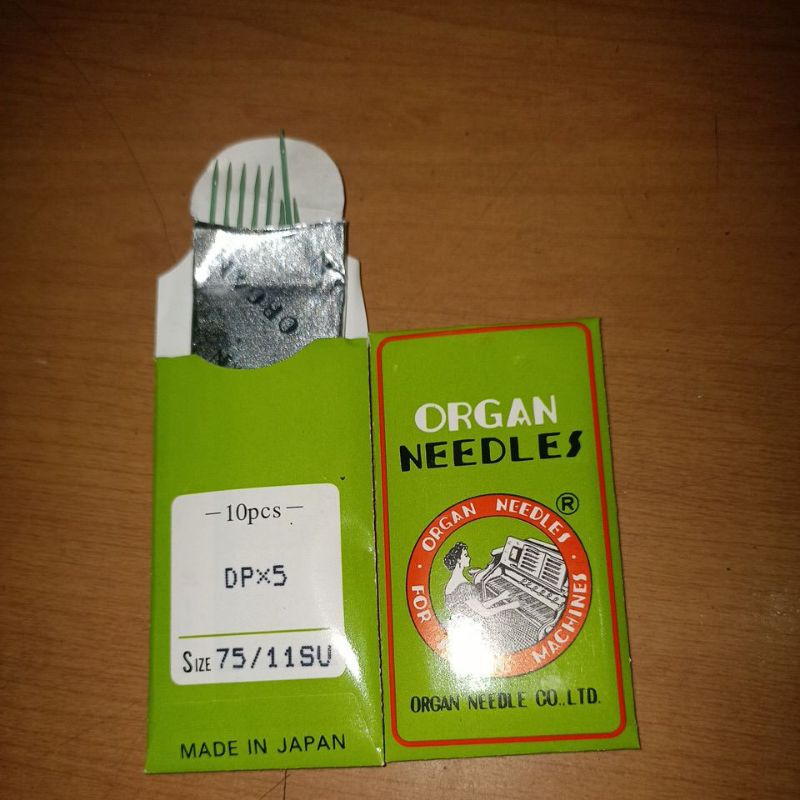 ORGAN
—10pcs—
DP×5
SIZE 75/11SU
MADE IN JAPAN
ORGAN
NEEDLES
®
ORGAN NEEDLES
FOR MACHINES
ORGAN NEEDLE CO.,LTD.